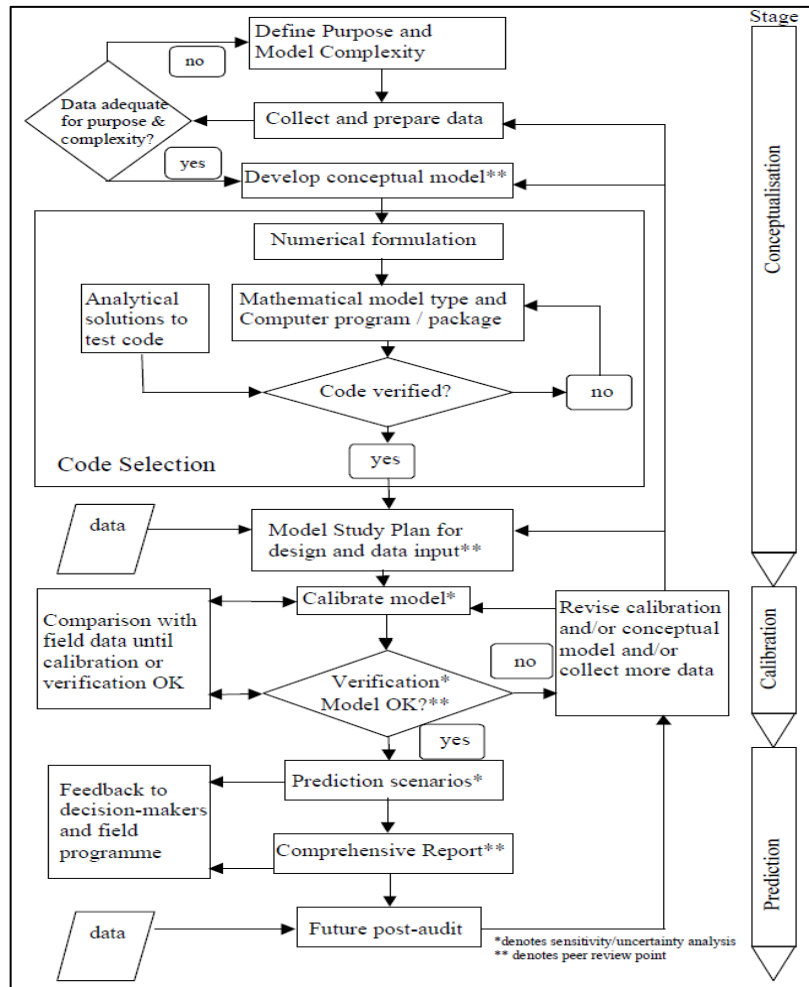 Stage
Define Purpose and
Model Complexity
no
Data adequate
for purpose &
complexity?
Collect and prepare data
yes
Develop conceptual model**
Conceptualisation
Numerical formulation
Analytical
solutions to
test code
Mathematical model type and
Computer program / package
Code verified?
no
Code Selection
yes
data
Model Study Plan for
design and data input**
Calibrate model*
Comparison with
field data until
calibration or
verification OK
Revise calibration
and/or conceptual
model and/or
collect more data
Calibration
no
Verification*
Model OK?**
yes
Prediction scenarios*
Feedback to
decision-makers
and field
programme
Comprehensive Report**
Prediction
data
Future post-audit
*denotes sensitivity/uncertainty analysis
** denotes peer review point